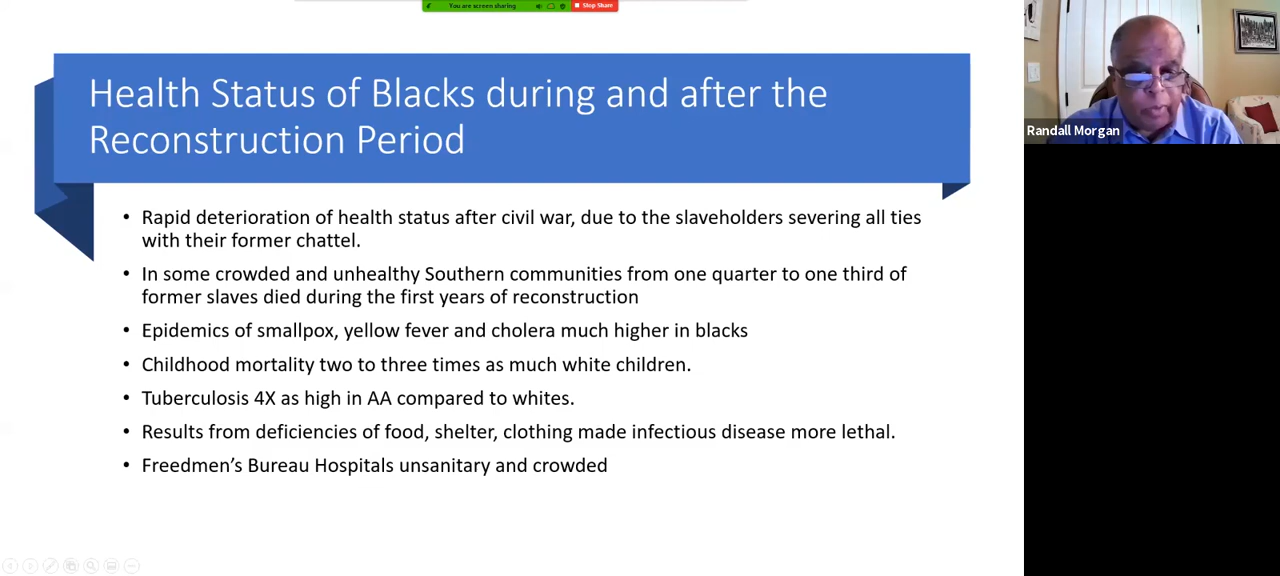 You are screen sharing
Stop Share
Health Status of Blacks during and after the
Reconstruction Period
Randall Morgan
• Rapid deterioration of health status after civil war, due to the slaveholders severing all ties
with their former chattel.
• In some crowded and unhealthy Southern communities from one quarter to one third of
former slaves died during the first years of reconstruction
• Epidemics of smallpox, yellow fever and cholera much higher in blacks
• Childhood mortality two to three times as much white children.
• Tuberculosis 4X as high in AA compared to whites.
• Results from deficiencies of food, shelter, clothing made infectious disease more lethal.
• Freedmen’s Bureau Hospitals unsanitary and crowded